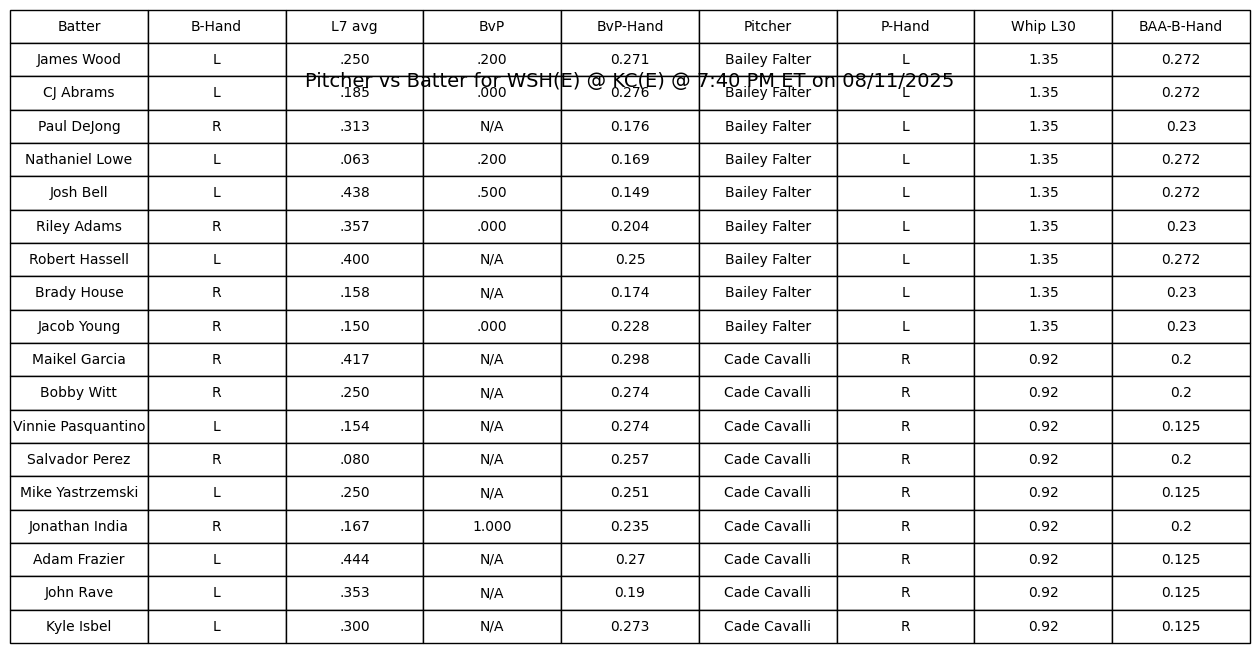 Batter B-Hand L7 avg BvP BvP-Hand Pitcher P-Hand Whip L30 BAA-B-Hand
James Wood L .250 .200 0.271 Bailey Falter L 1.35 0.272
Pitcher vs Batter for WSH(E) @ KC(E) @ 7:40 PM ET on 08/11/2025
CJ Abrams L .185 .000 0.276 Bailey Falter L 1.35 0.272
Paul DeJong R .313 N/A 0.176 Bailey Falter L 1.35 0.23
Nathaniel Lowe L .063 .200 0.169 Bailey Falter L 1.35 0.272
Josh Bell L .438 .500 0.149 Bailey Falter L 1.35 0.272
Riley Adams R .357 .000 0.204 Bailey Falter L 1.35 0.23
Robert Hassell L .400 N/A 0.25 Bailey Falter L 1.35 0.272
Brady House R .158 N/A 0.174 Bailey Falter L 1.35 0.23
Jacob Young R .150 .000 0.228 Bailey Falter L 1.35 0.23
Maikel Garcia R .417 N/A 0.298 Cade Cavalli R 0.92 0.2
Bobby Witt R .250 N/A 0.274 Cade Cavalli R 0.92 0.2
Vinnie Pasquantino L .154 N/A 0.274 Cade Cavalli R 0.92 0.125
Salvador Perez R .080 N/A 0.257 Cade Cavalli R 0.92 0.2
Mike Yastrzemski L .250 N/A 0.251 Cade Cavalli R 0.92 0.125
Jonathan India R .167 1.000 0.235 Cade Cavalli R 0.92 0.2
Adam Frazier L .444 N/A 0.27 Cade Cavalli R 0.92 0.125
John Rave L .353 N/A 0.19 Cade Cavalli R 0.92 0.125
Kyle Isbel L .300 N/A 0.273 Cade Cavalli R 0.92 0.125